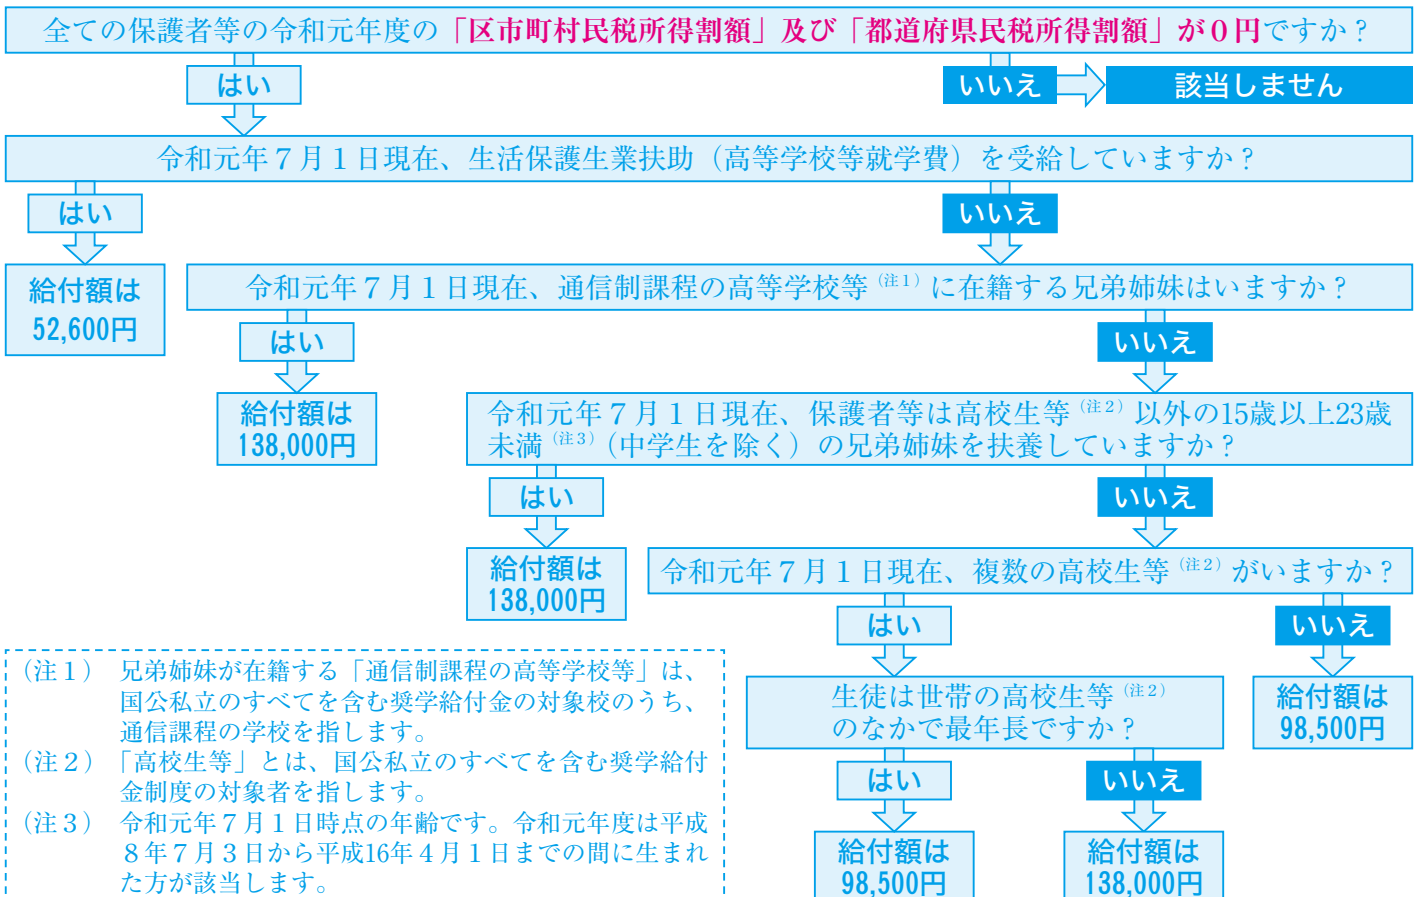 全ての保護者等の令和元年度の「区市町村民税所得割額」及び「都道府県民税所得割額」が０円ですか？
はい
いいえ
該当しません
令和元年７月１日現在、生活保護生業扶助（高等学校等就学費）を受給していますか？
はい
いいえ
給付額は
52,600円
令和元年７月１日現在、通信制課程の高等学校等（注1）に在籍する兄弟姉妹はいますか？
はい
いいえ
給付額は
138,000円
令和元年７月１日現在、保護者等は高校生等（注2）以外の15歳以上23歳
未満（注3）（中学生を除く）の兄弟姉妹を扶養していますか？
はい
いいえ
給付額は
138,000円
令和元年７月１日現在、複数の高校生等（注2）がいますか？
はい
いいえ
生徒は世帯の高校生等（注2）
のなかで最年長ですか？
給付額は
98,500円
はい
いいえ
給付額は
98,500円
給付額は
138,000円
（注１）　兄弟姉妹が在籍する「通信制課程の高等学校等」は、
国公私立のすべてを含む奨学給付金の対象校のうち、
通信課程の学校を指します。
（注２）「高校生等」とは、国公私立のすべてを含む奨学給付
金制度の対象者を指します。
（注３）　令和元年７月１日時点の年齢です。令和元年度は平成
８年７月３日から平成16年４月１日までの間に生まれ
た方が該当します。